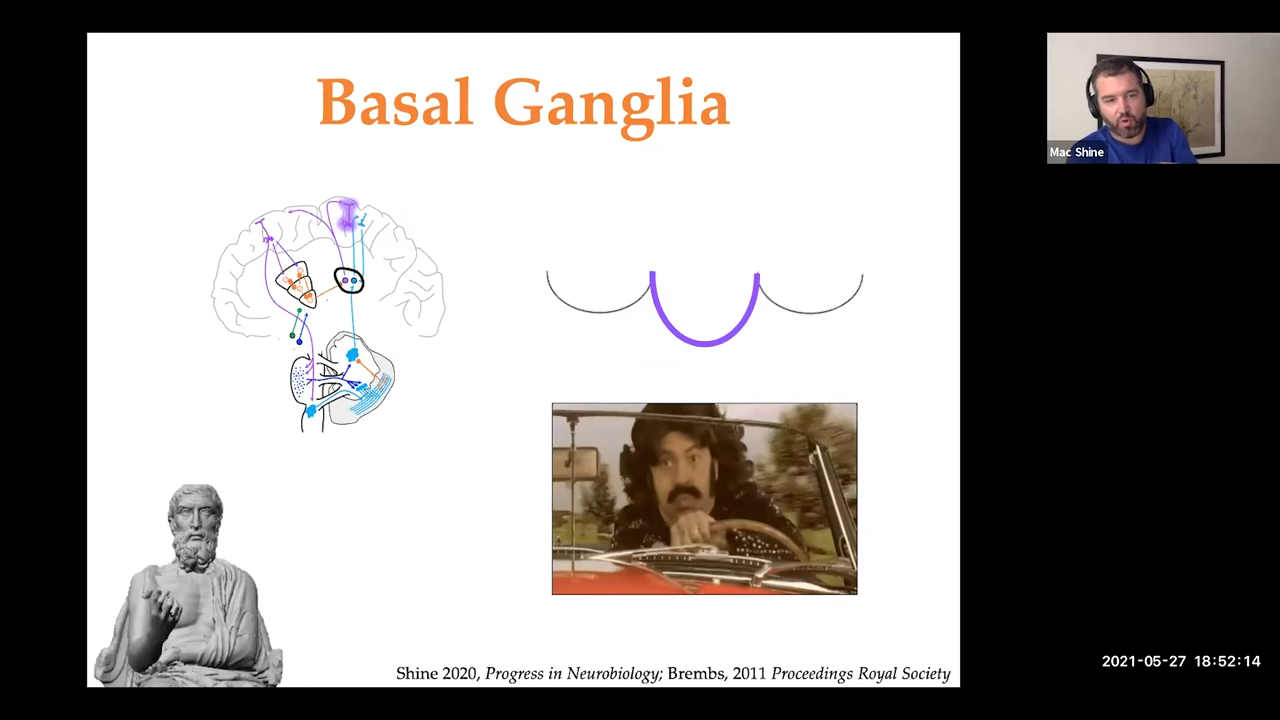 Basal Ganglia
Mac Shine
Shine 2020, Progress in Neurobiology; Brembs, 2011 Proceedings Royal Society
2021-05-27 18:52:14